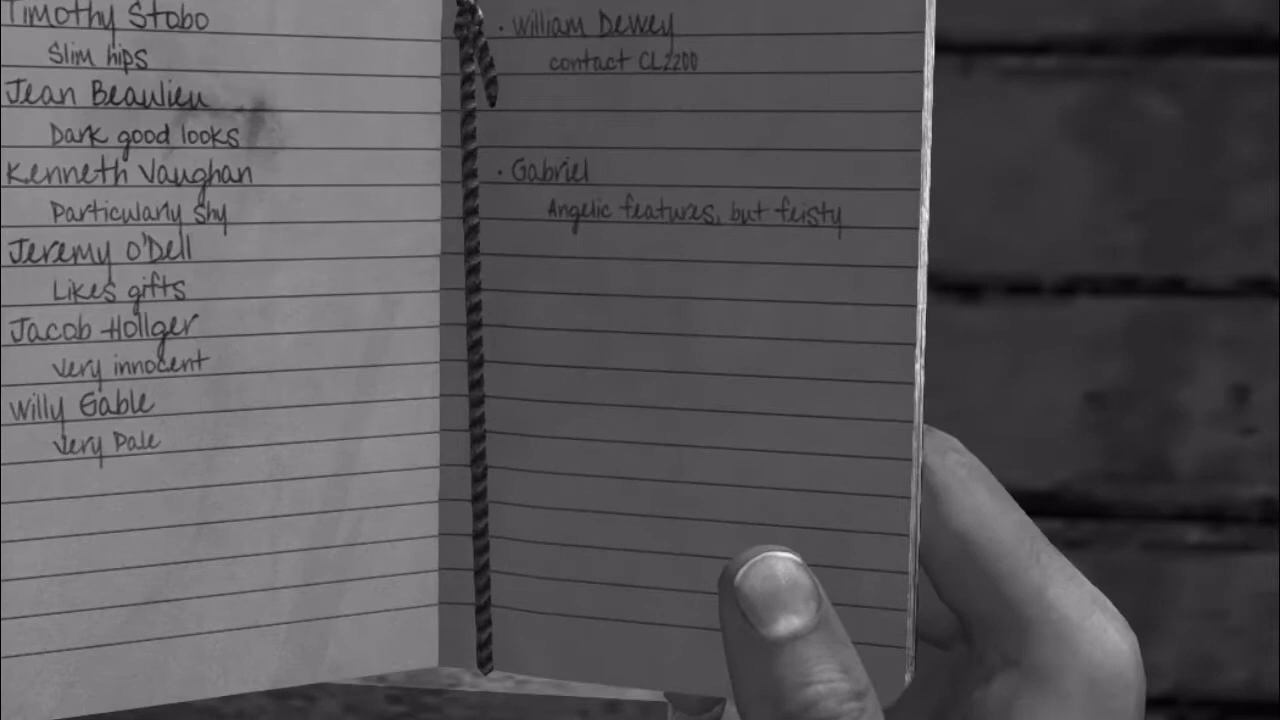 Timothy Stobo
Slim hips
Jean Beaulieu
Dark good looks
Kenneth Vaughan
Particularly shy
Jeremy O'Dell
Likes gifts
Jacob Hollger
very innocent
Willy Gable
Very Pale
· William Dewey
contact CL2200
· Gabriel
Angelic features, but feisty